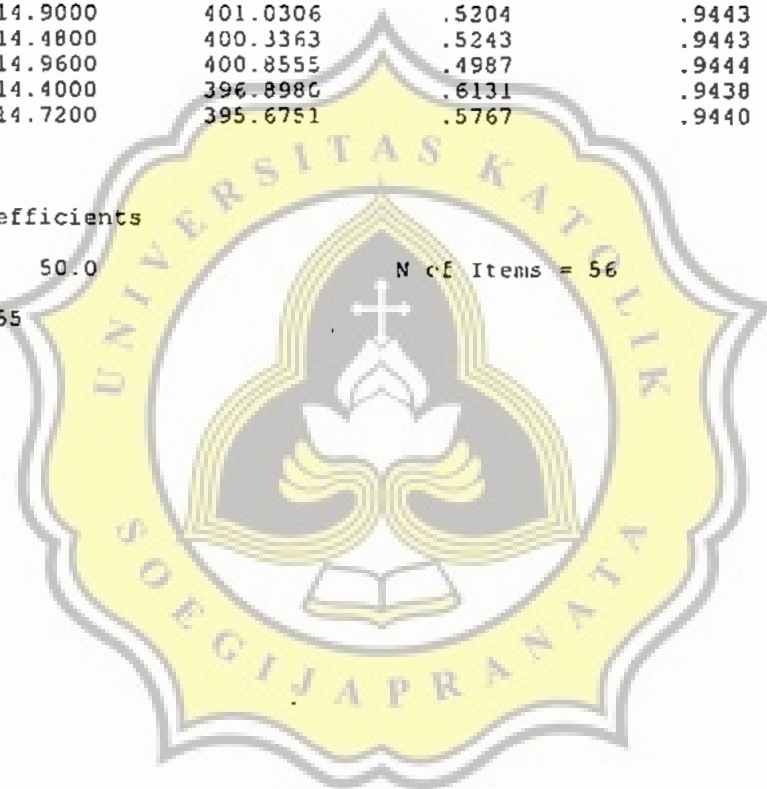 14.9000 401.0306 .5204 .9443
14.4800 400.3363 .5243 .9443
14.9600 400.8555 .4987 .9444
14.4000 396.8980 .6131 .9438
14.7200 395.6751 .5767 .9440
efficients
50.0 N of Items = 56
65
UNIVERSITAS KATOLIK
SOEGIJAPRANATA